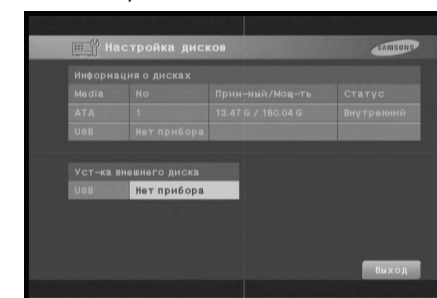 Настройка дисков
SAMSUNG
Информация о дисках
Media No Прим-ный/Мощ-ть Статус
ATA 1 13.47 G / 160.04 G Внутренний
USB Нет прибора
Уст-ка внешнего диска
USB Нет прибора
Выход